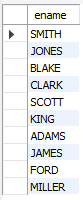 ename
SMITH
JONES
BLAKE
CLARK
SCOTT
KING
ADAMS
JAMES
FORD
MILLER